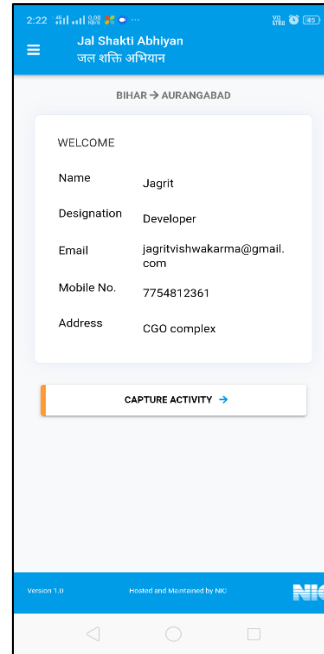 2:22
Jal Shakti Abhiyan
जल शक्ति अभियान
BIHAR → AURANGABAD
WELCOME
Name Jagrit
Designation Developer
Email jagritvishwakarma@gmail.
com
Mobile No. 7754812361
Address CGO complex
CAPTURE ACTIVITY →
Version 1.0 Hosted and Maintained by NIC NIC